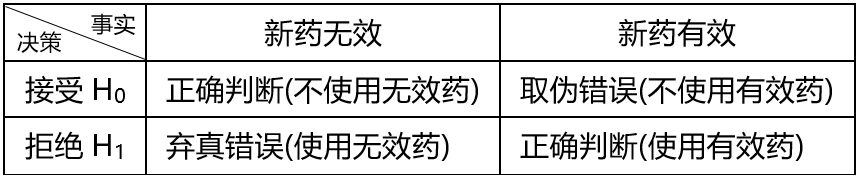 事实
决策
新药无效
新药有效
接受 H₀
正确判断(不使用无效药)
取伪错误(不使用有效药)
拒绝 H₁
弃真错误(使用无效药)
正确判断(使用有效药)